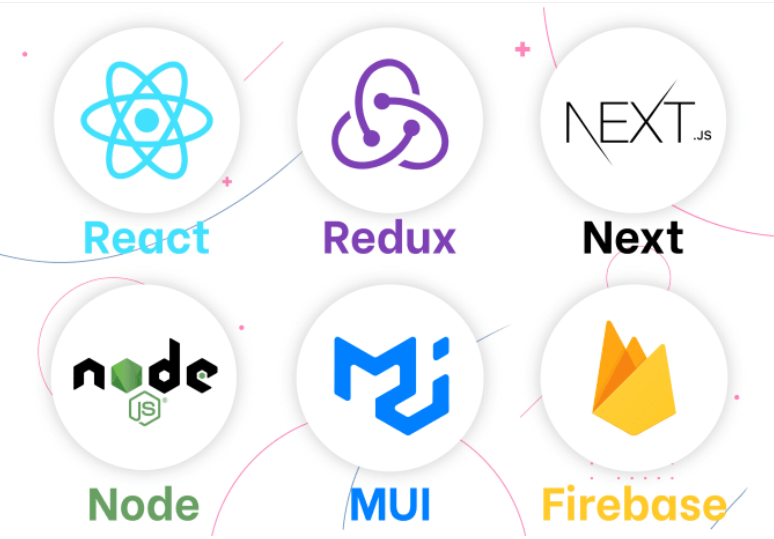 NEXT.JS
React Redux Next
node
JS
Node MUI Firebase